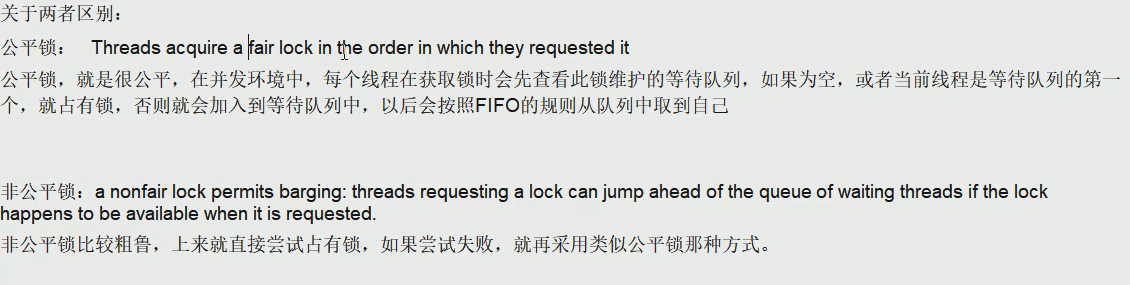 关于两者区别：
公平锁： Threads acquire a fair lock in the order in which they requested it
公平锁，就是很公平，在并发环境中，每个线程在获取锁时会先查看此锁维护的等待队列，如果为空，或者当前线程是等待队列的第一
个，就占有锁，否则就会加入到等待队列中，以后会按照FIFO的规则从队列中取到自己
非公平锁：a nonfair lock permits barging: threads requesting a lock can jump ahead of the queue of waiting threads if the lock
happens to be available when it is requested.
非公平锁比较粗鲁，上来就直接尝试占有锁，如果尝试失败，就再采用类似公平锁那种方式。